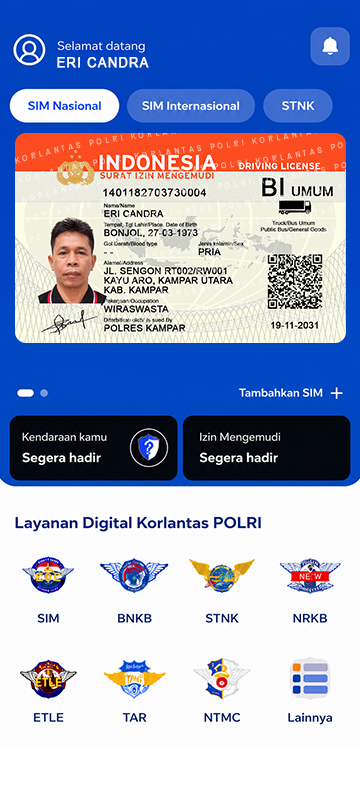 Selamat datang
ERI CANDRA
SIM Nasional
SIM Internasional
STNK
KORLANTAS POLRI KORLANTAS POLRI KORLANTAS POLRI
INDONESIA
DRIVING LICENSE
SURAT IZIN MENGEMUDI
1401182703730004
BI UMUM
Nama/Name
ERI CANDRA
Truck/Bus Umum
Public Bus/General Goods
Tempat, Tgl Lahir/Place, Date of Birth
BONJOL, 27-03-1973
Gol Darah/Blood type
Jenis Kelamin/Sex
- -
PRIA
Alamat/Address
JL. SENGON RT002/RW001
KAYU ARO, KAMPAR UTARA
KAB. KAMPAR
Pekerjaan/Occupation
WIRASWASTA
Diterbitkan oleh/ is sued By
POLRES KAMPAR
19-11-2031
Tambahkan SIM +
Kendaraan kamu
Segera hadir
Izin Mengemudi
Segera hadir
Layanan Digital Korlantas POLRI
NEW
SIM
BNKB
STNK
NRKB
ETLE
ETLE
TAR
NTMC
Lainnya